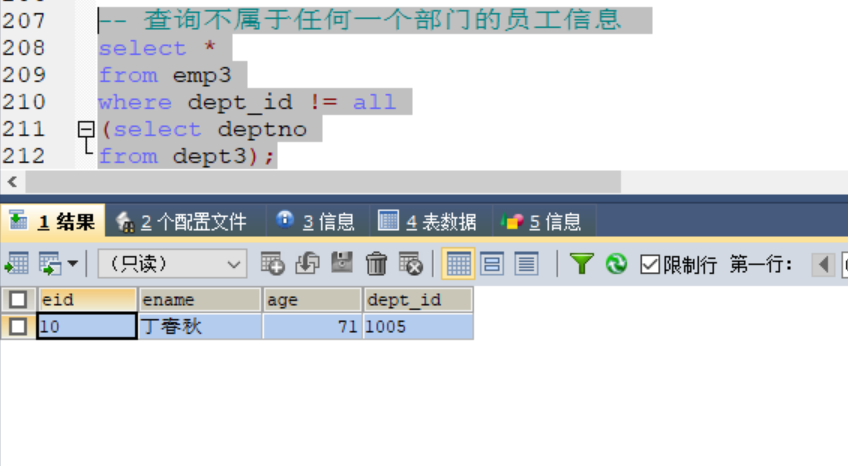 207 -- 查询不属于任何一个部门的员工信息
208 select *
209 from emp3
210 where dept_id != all
211 (select deptno
212 from dept3);
1 结果 2 个配置文件 3 信息 4 表数据 5 信息
（只读） 限制行 第一行：
eid ename age dept_id
10 丁春秋 71 1005